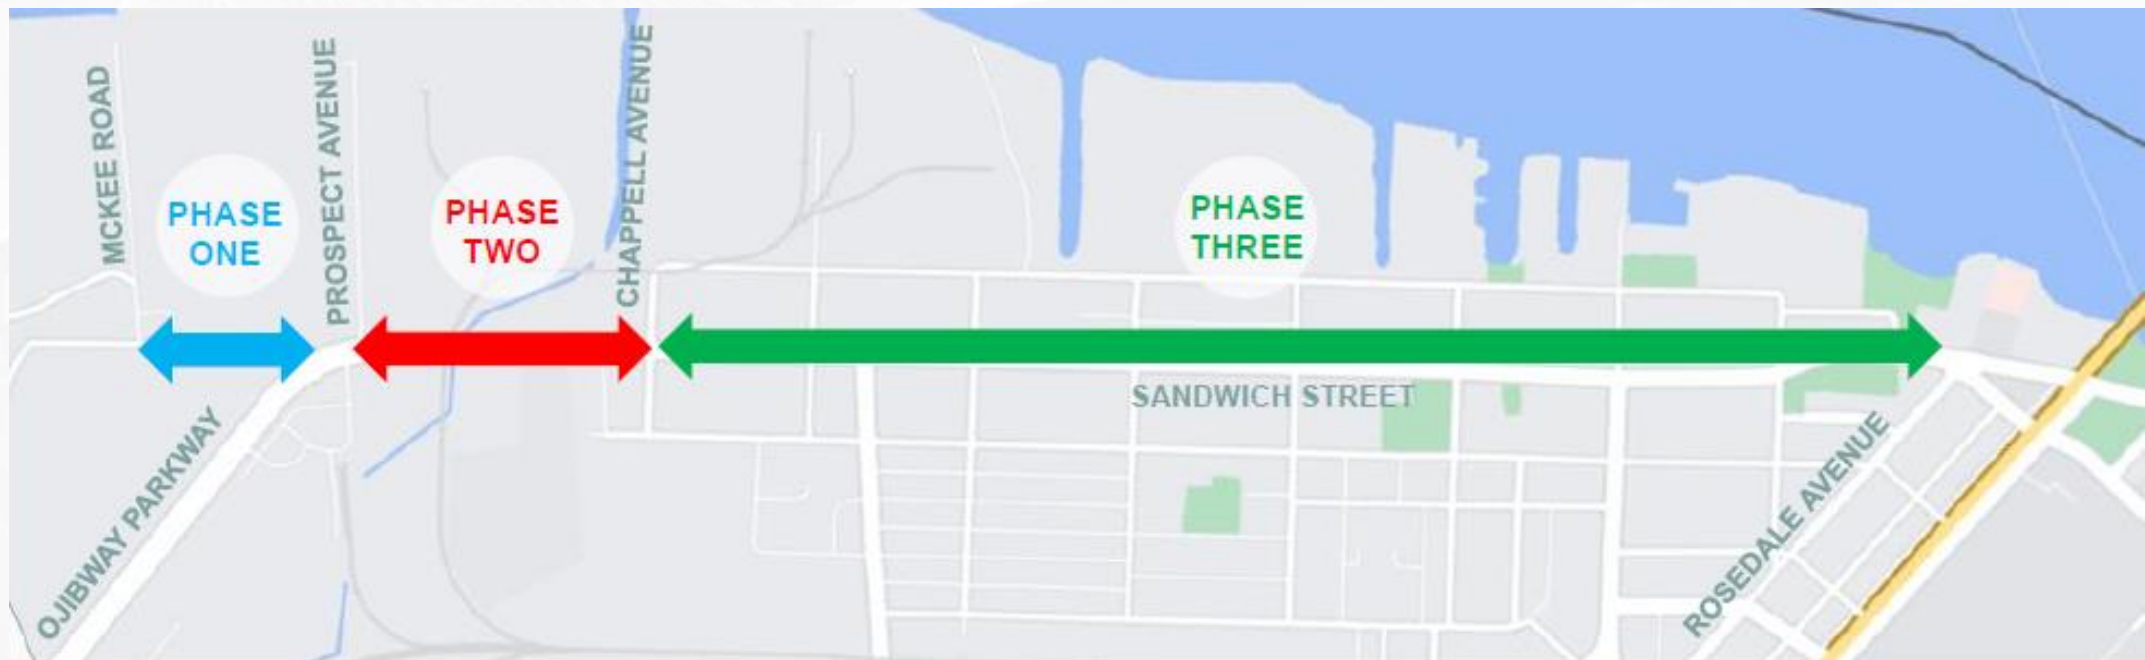 MCKEE ROAD
PHASE
ONE
PROSPECT AVENUE
PHASE
TWO
CHAPPELL AVENUE
PHASE
THREE
SANDWICH STREET
OJIBWAY PARKWAY
ROSEDALE AVENUE